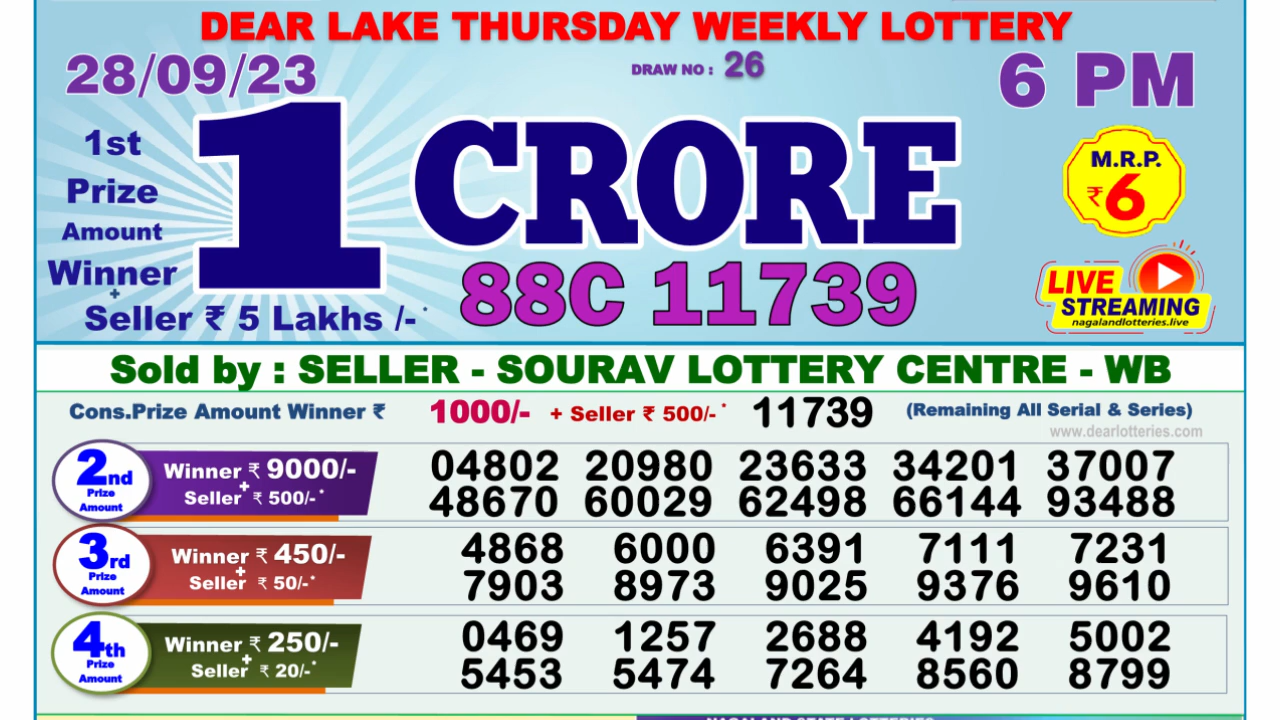 DEAR LAKE THURSDAY WEEKLY LOTTERY
28/09/23 DRAW NO : 26 6 PM
1st
Prize
Amount
Winner
+
Seller ₹ 5 Lakhs /-*
1 CRORE
88C 11739
M.R.P.
₹6
LIVE
STREAMING
nagalandlotteries.live
Sold by : SELLER - SOURAV LOTTERY CENTRE - WB
Cons.Prize Amount Winner ₹ 1000/- + Seller ₹ 500/-* 11739 (Remaining All Serial & Series)
www.dearlotteries.com
2nd
Prize
Amount
Winner ₹ 9000/-
+
Seller ₹ 500/-*
04802 20980 23633 34201 37007
48670 60029 62498 66144 93488
3rd
Prize
Amount
Winner ₹ 450/-
+
Seller ₹ 50/-*
4868 6000 6391 7111 7231
7903 8973 9025 9376 9610
4th
Prize
Amount
Winner ₹ 250/-
+
Seller ₹ 20/-*
0469 1257 2688 4192 5002
5453 5474 7264 8560 8799
NAGALAND STATE LOTTERIES